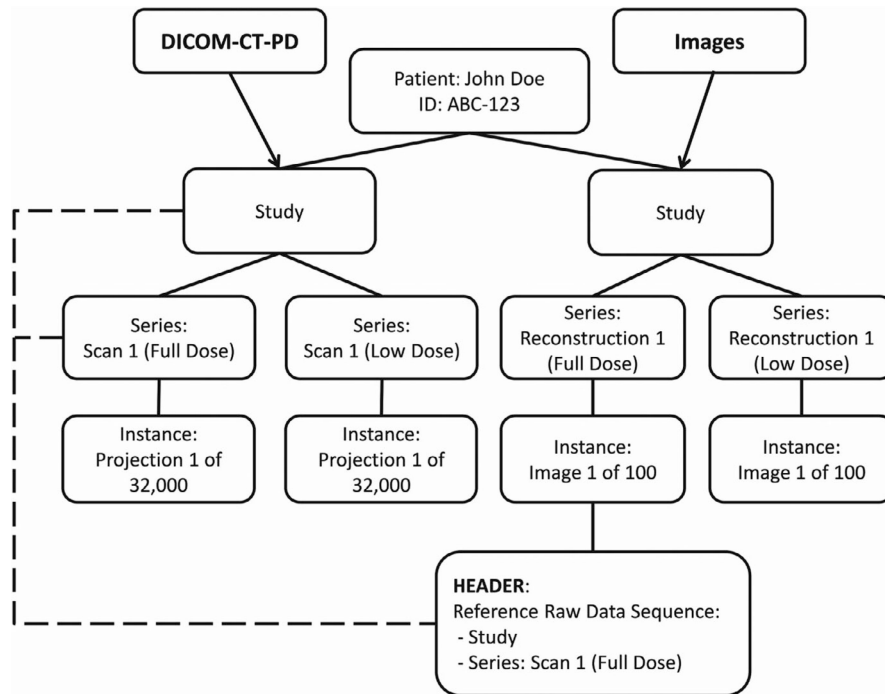 DICOM-CT-PD
Images
Patient: John Doe
ID: ABC-123
Study
Study
Series:
Scan 1 (Full Dose)
Series:
Scan 1 (Low Dose)
Series:
Reconstruction 1
(Full Dose)
Series:
Reconstruction 1
(Low Dose)
Instance:
Projection 1 of
32,000
Instance:
Projection 1 of
32,000
Instance:
Image 1 of 100
Instance:
Image 1 of 100
HEADER:
Reference Raw Data Sequence:
- Study
- Series: Scan 1 (Full Dose)